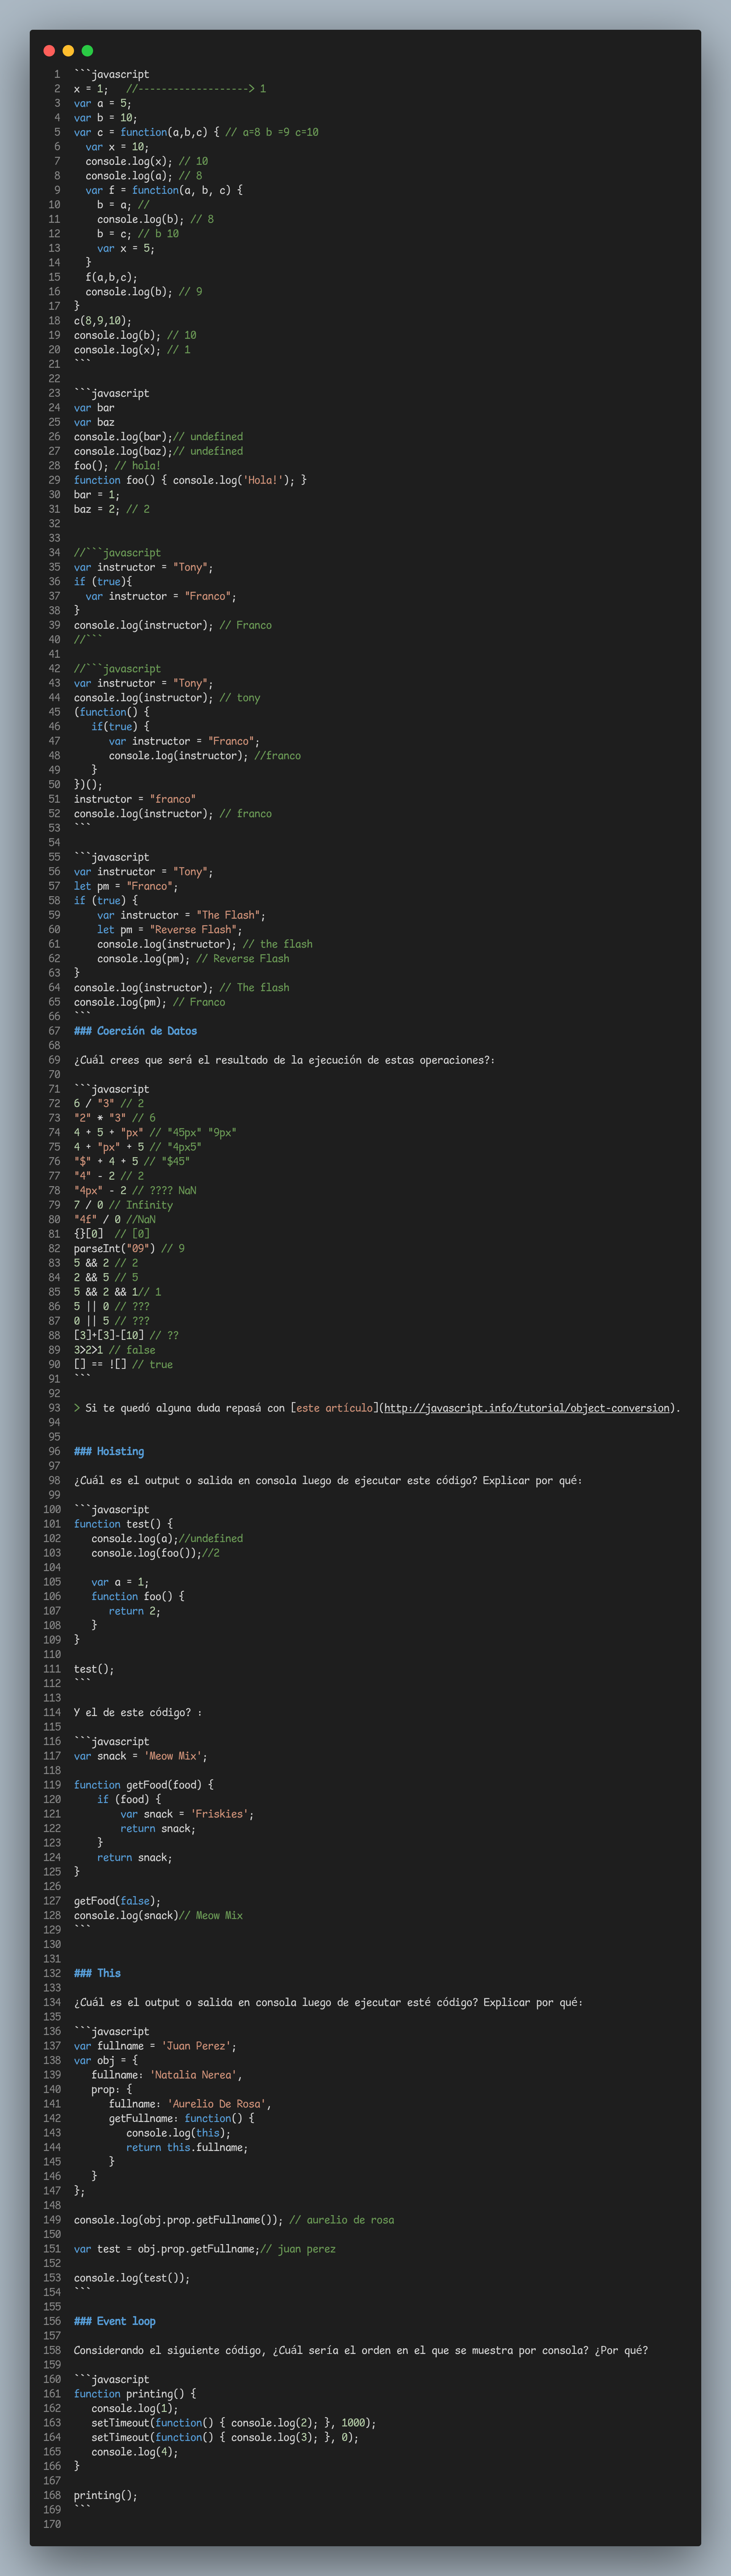 1 ```javascript
2 x = 1;   //-------------------> 1
3 var a = 5;
4 var b = 10;
5 var c = function(a,b,c) { // a=8 b =9 c=10
6   var x = 10;
7   console.log(x); // 10
8   console.log(a); // 8
9   var f = function(a, b, c) {
10     b = a; //
11     console.log(b); // 8
12     b = c; // b 10
13     var x = 5;
14   }
15   f(a,b,c);
16   console.log(b); // 9
17 }
18 c(8,9,10);
19 console.log(b); // 10
20 console.log(x); // 1
21 ```
22
23 ```javascript
24 var bar
25 var baz
26 console.log(bar);// undefined
27 console.log(baz);// undefined
28 foo(); // hola!
29 function foo() { console.log('Hola!'); }
30 bar = 1;
31 baz = 2; // 2
32
33
34 //```javascript
35 var instructor = "Tony";
36 if (true){
37   var instructor = "Franco";
38 }
39 console.log(instructor); // Franco
40 //```
41
42 //```javascript
43 var instructor = "Tony";
44 console.log(instructor); // tony
45 (function() {
46    if(true) {
47       var instructor = "Franco";
48       console.log(instructor); //franco
49    }
50 })();
51 instructor = "franco"
52 console.log(instructor); // franco
53 ```
54
55 ```javascript
56 var instructor = "Tony";
57 let pm = "Franco";
58 if (true) {
59     var instructor = "The Flash";
60     let pm = "Reverse Flash";
61     console.log(instructor); // the flash
62     console.log(pm); // Reverse Flash
63 }
64 console.log(instructor); // The flash
65 console.log(pm); // Franco
66 ```
67 ### Coerción de Datos
68
69 ¿Cuál crees que será el resultado de la ejecución de estas operaciones?:
70
71 ```javascript
72 6 / "3" // 2
73 "2" * "3" // 6
74 4 + 5 + "px" // "45px" "9px"
75 4 + "px" + 5 // "4px5"
76 "$" + 4 + 5 // "$45"
77 "4" - 2 // 2
78 "4px" - 2 // ???? NaN
79 7 / 0 // Infinity
80 "4f" / 0 //NaN
81 {}[0]  // [0]
82 parseInt("09") // 9
83 5 && 2 // 2
84 2 && 5 // 5
85 5 && 2 && 1// 1
86 5 || 0 // ???
87 0 || 5 // ???
88 [3]+[3]-[10] // ??
89 3>2>1 // false
90 [] == ![] // true
91 ```
92
93 > Si te quedó alguna duda repasá con [este artículo](http://javascript.info/tutorial/object-conversion).
94
95
96 ### Hoisting
97
98 ¿Cuál es el output o salida en consola luego de ejecutar este código? Explicar por qué:
99
100 ```javascript
101 function test() {
102    console.log(a);//undefined
103    console.log(foo());//2
104
105    var a = 1;
106    function foo() {
107       return 2;
108    }
109 }
110
111 test();
112 ```
113
114 Y el de este código? :
115
116 ```javascript
117 var snack = 'Meow Mix';
118
119 function getFood(food) {
120     if (food) {
121         var snack = 'Friskies';
122         return snack;
123     }
124     return snack;
125 }
126
127 getFood(false);
128 console.log(snack)// Meow Mix
129 ```
130
131
132 ### This
133
134 ¿Cuál es el output o salida en consola luego de ejecutar esté código? Explicar por qué:
135
136 ```javascript
137 var fullname = 'Juan Perez';
138 var obj = {
139    fullname: 'Natalia Nerea',
140    prop: {
141       fullname: 'Aurelio De Rosa',
142       getFullname: function() {
143          console.log(this);
144          return this.fullname;
145       }
146    }
147 };
148
149 console.log(obj.prop.getFullname()); // aurelio de rosa
150
151 var test = obj.prop.getFullname;// juan perez
152
153 console.log(test());
154 ```
155
156 ### Event loop
157
158 Considerando el siguiente código, ¿Cuál sería el orden en el que se muestra por consola? ¿Por qué?
159
160 ```javascript
161 function printing() {
162    console.log(1);
163    setTimeout(function() { console.log(2); }, 1000);
164    setTimeout(function() { console.log(3); }, 0);
165    console.log(4);
166 }
167
168 printing();
169 ```
170